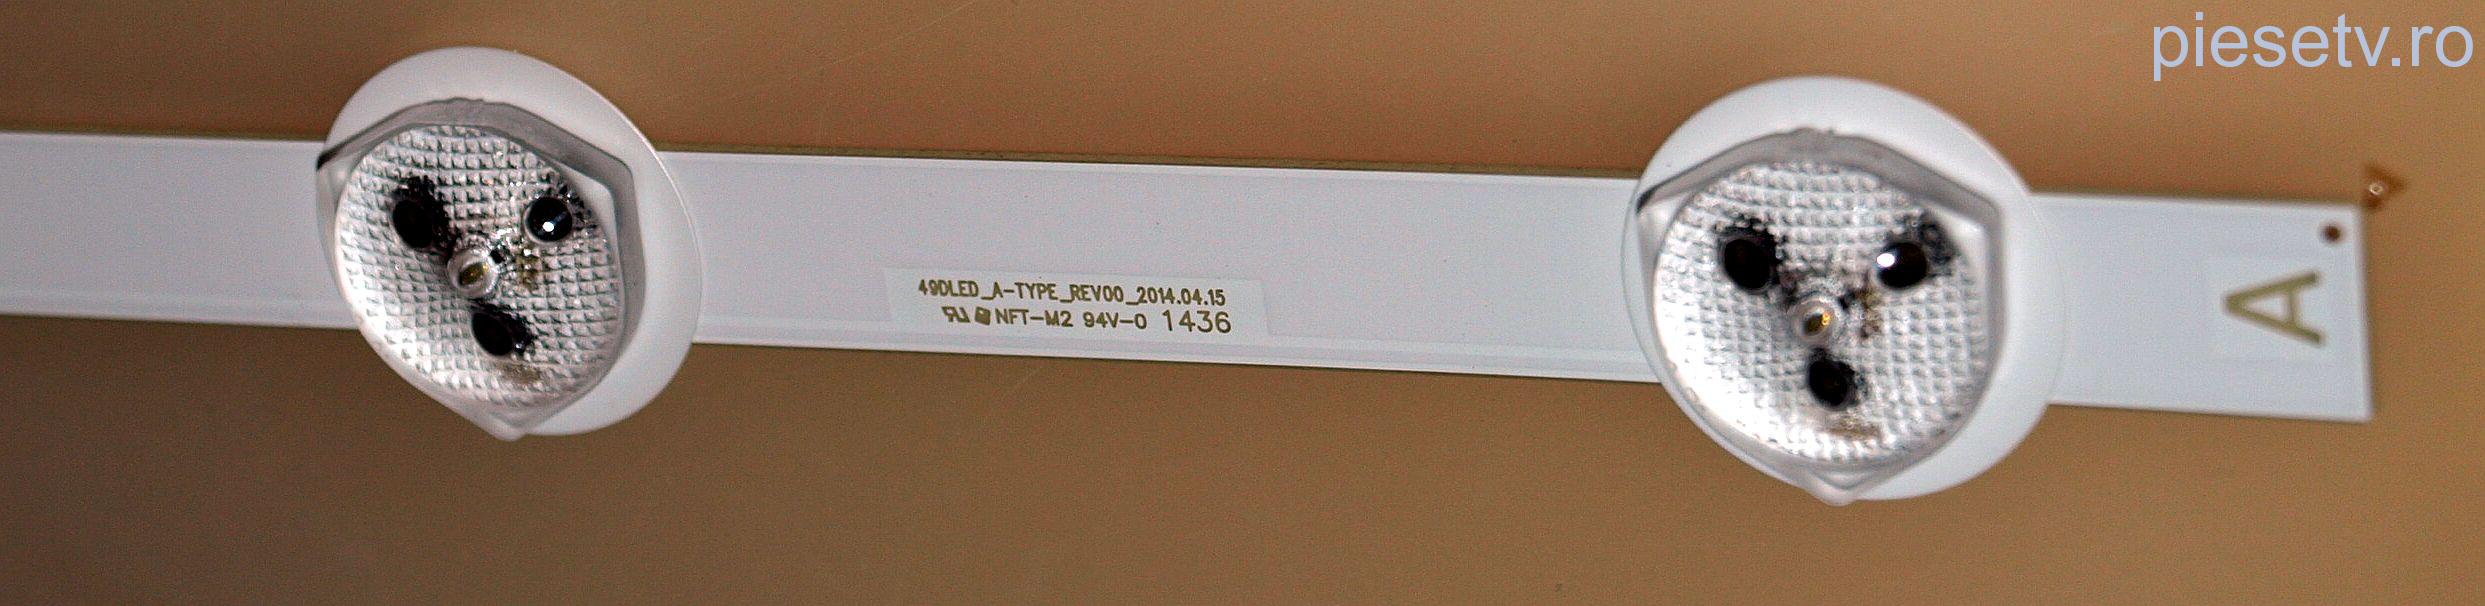 piesetv.ro
49DLED_A-TYPE_REV00_2014.04.15
NFT-M2 94V-0 1436
A